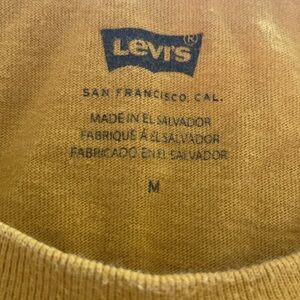 Levi's®
SAN FRANCISCO, CAL.
MADE IN EL SALVADOR
FABRIQUÉ À EL SALVADOR
FABRICADO EN EL SALVADOR
M